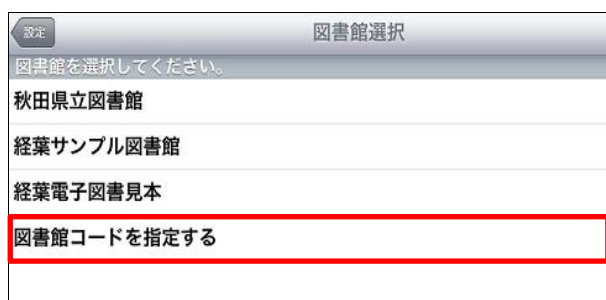 設定
図書館選択
図書館を選択してください。
秋田県立図書館
経葉サンプル図書館
経葉電子図書見本
図書館コードを指定する